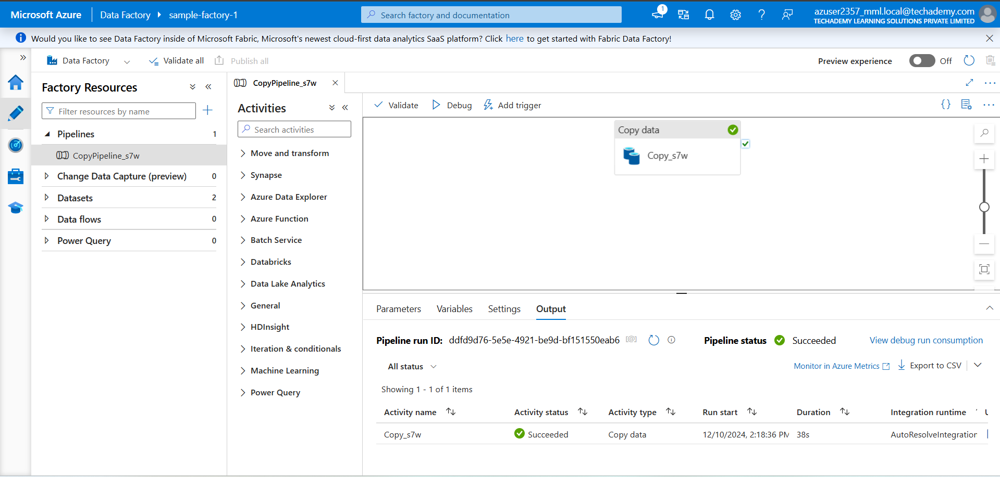 Microsoft Azure
Data Factory
sample-factory-1
Search factory and documentation
1
azuser2357_mml.local@techademy.com
TECHADEMY LEARNING SOLUTIONS PRIVATE LIMITED
Would you like to see Data Factory inside of Microsoft Fabric, Microsoft's newest cloud-first data analytics SaaS platform? Click here to get started with Fabric Data Factory!
Data Factory
Validate all
Publish all
Preview experience
Off
Factory Resources
Filter resources by name
Pipelines 1
CopyPipeline_s7w
Change Data Capture (preview) 0
Datasets 2
Data flows 0
Power Query 0
CopyPipeline_s7w
Activities
Search activities
Move and transform
Synapse
Azure Data Explorer
Azure Function
Batch Service
Databricks
Data Lake Analytics
General
HDInsight
Iteration & conditionals
Machine Learning
Power Query
Validate
Debug
Add trigger
Copy data
Copy_s7w
Parameters
Variables
Settings
Output
Pipeline run ID: ddfd9d76-5e5e-4921-be9d-bf151550eab6
Pipeline status Succeeded
View debug run consumption
All status
Monitor in Azure Metrics
Export to CSV
Showing 1 - 1 of 1 items
Activity name Activity status Activity type Run start Duration Integration runtime
Copy_s7w Succeeded Copy data 12/10/2024, 2:18:36 PM 38s AutoResolveIntegration